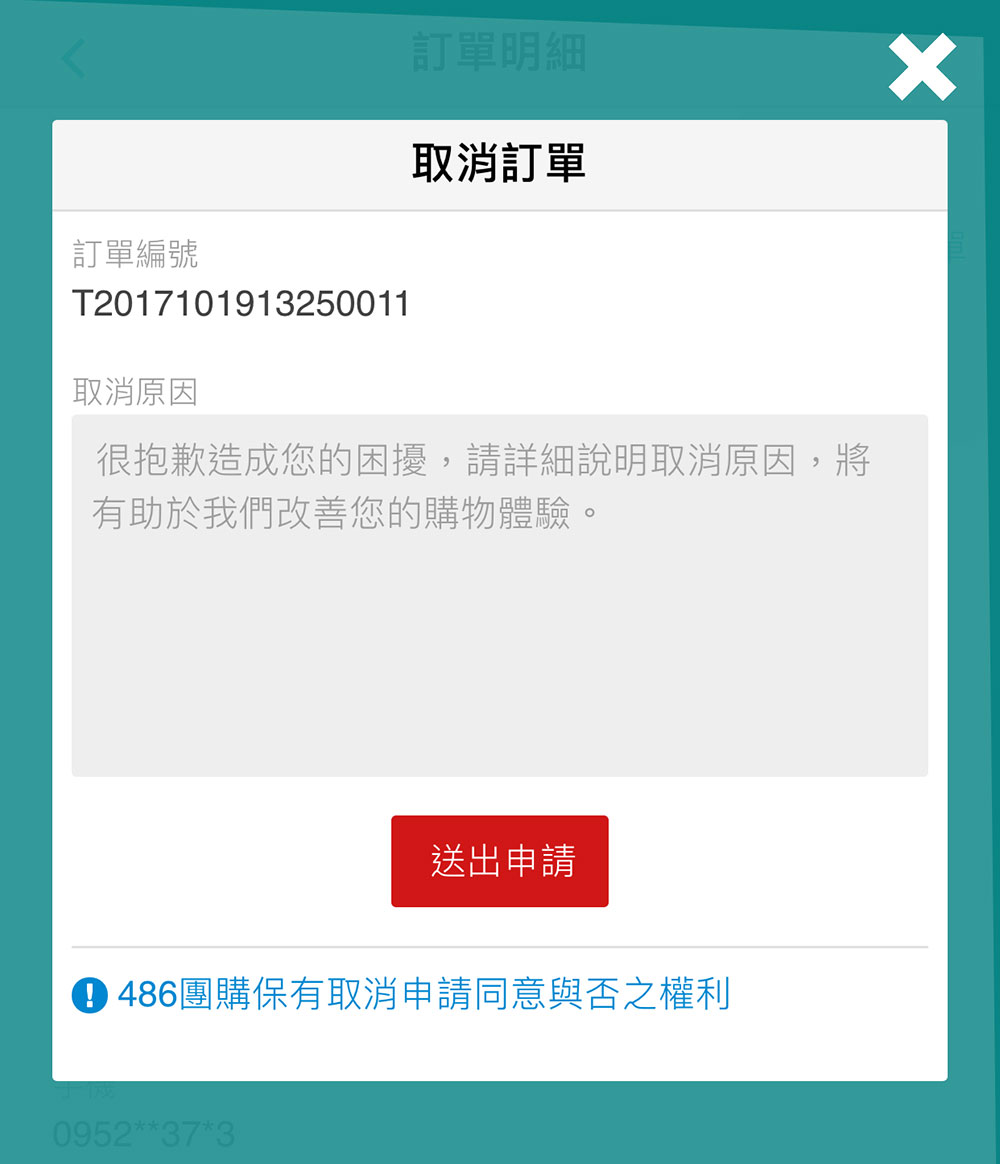 訂單明細
取消訂單
單
訂單編號
T2017101913250011
取消原因
很抱歉造成您的困擾，請詳細說明取消原因，將
有助於我們改善您的購物體驗。
送出申請
486團購保有取消申請同意與否之權利
手機
0952**37*3